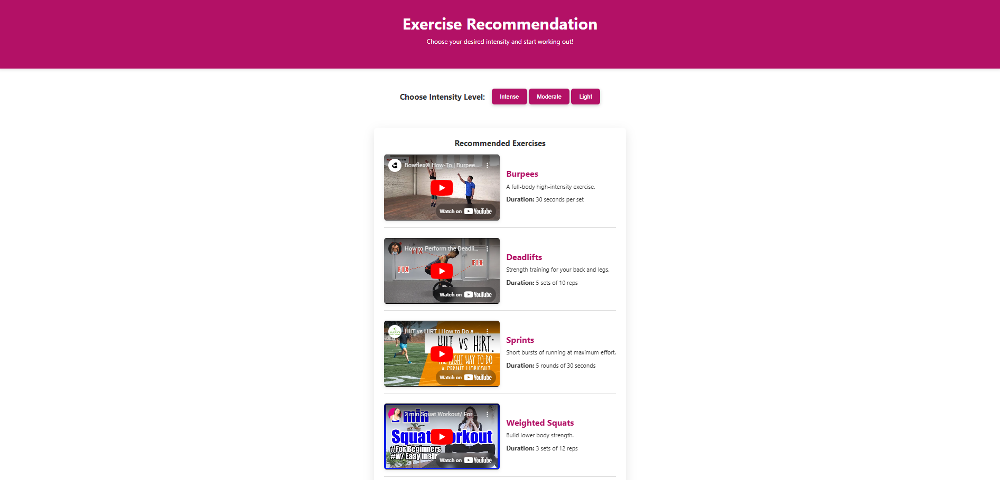 Exercise Recommendation
Choose your desired intensity and start working out!
Choose Intensity Level:
Intense
Moderate
Light
Recommended Exercises
Bowflex® How-To | Burpee...
Watch on YouTube
Burpees
A full-body high-intensity exercise.
Duration: 30 seconds per set
How to Perform the Deadli...
FIX
FIX
FIX
Watch on YouTube
Deadlifts
Strength training for your back and legs.
Duration: 5 sets of 10 reps
HIIT vs HIRT | How to Do a ...
HIIT VS HIRT:
THE RIGHT WAY TO DO
A SPRINT WORKOUT
Watch on YouTube
Sprints
Short bursts of running at maximum effort.
Duration: 5 rounds of 30 seconds
2 min Squat Workout/ For ...
min
Squat
#For Beginners
#w/ Easy
Watch on YouTube
Weighted Squats
Build lower body strength.
Duration: 3 sets of 12 reps